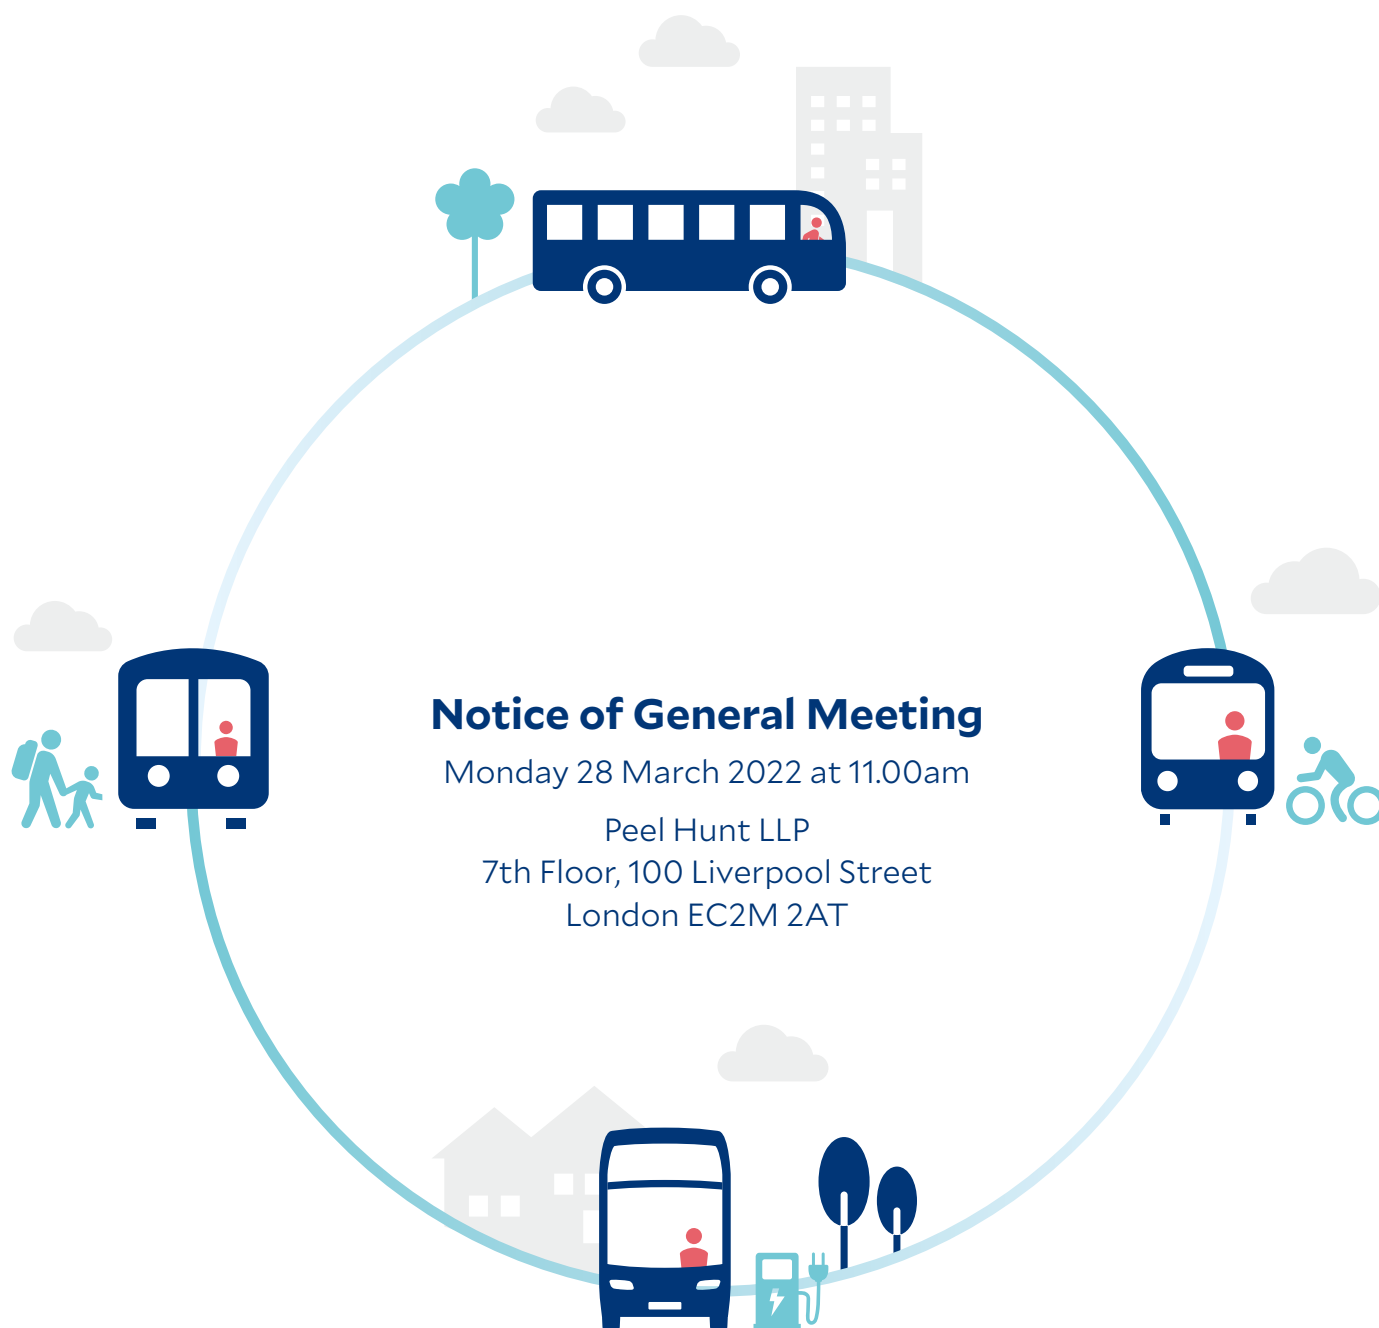 Notice of General Meeting
Monday 28 March 2022 at 11.00am
Peel Hunt LLP
7th Floor, 100 Liverpool Street
London EC2M 2AT